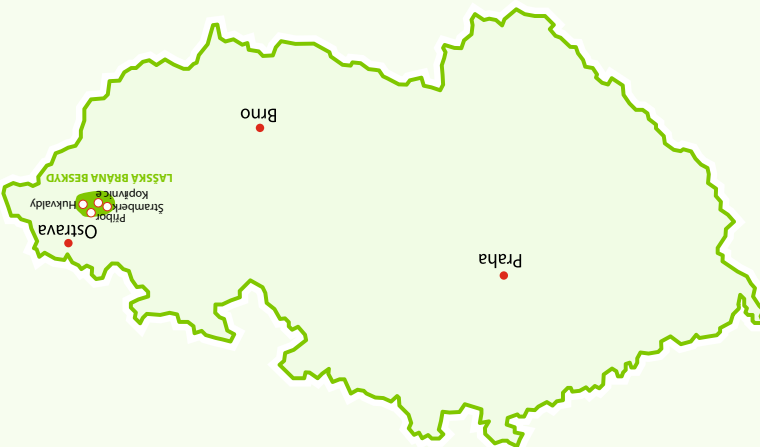 Praha
Ostrava
Příbor
Štramberk
Hukvaldy
Kopřivnice
LAŠSKÁ BRÁNA BESKYD
Brno